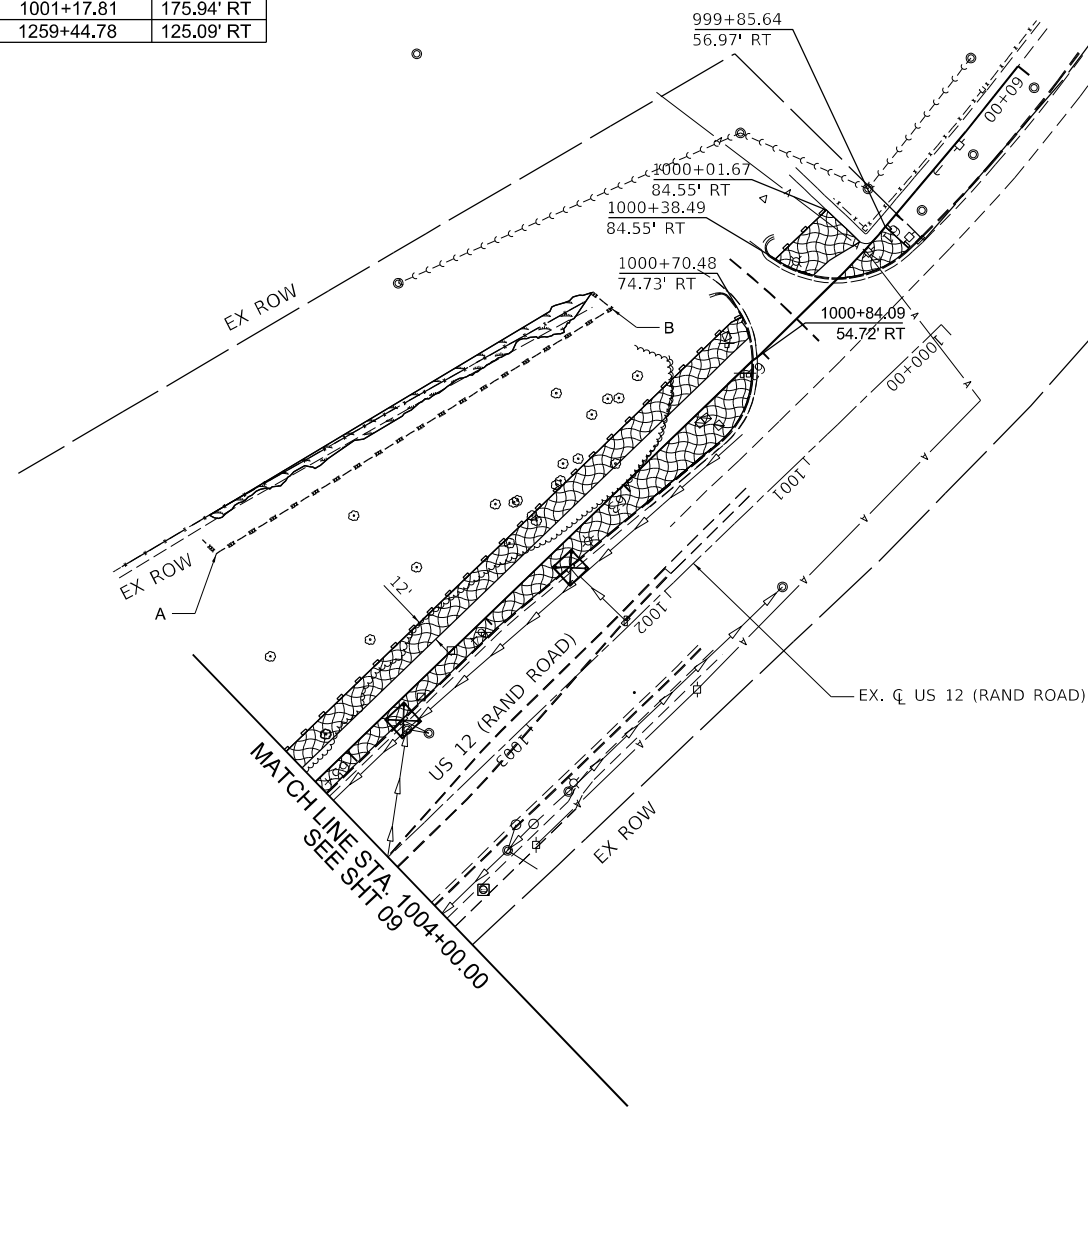 1001+17.81 175.94' RT
1259+44.78 125.09' RT
999+85.64
56.97' RT
60+00
1000+01.67
84.55' RT
1000+38.49
84.55' RT
1000+70.48
74.73' RT
1000+84.09
54.72' RT
EX ROW
B
1000+00
1001
EX ROW
A
12'
1002
US 12 (RAND ROAD)
EX. ℄ US 12 (RAND ROAD)
1003
EX ROW
MATCH LINE STA. 1004+00.00
SEE SHT 09